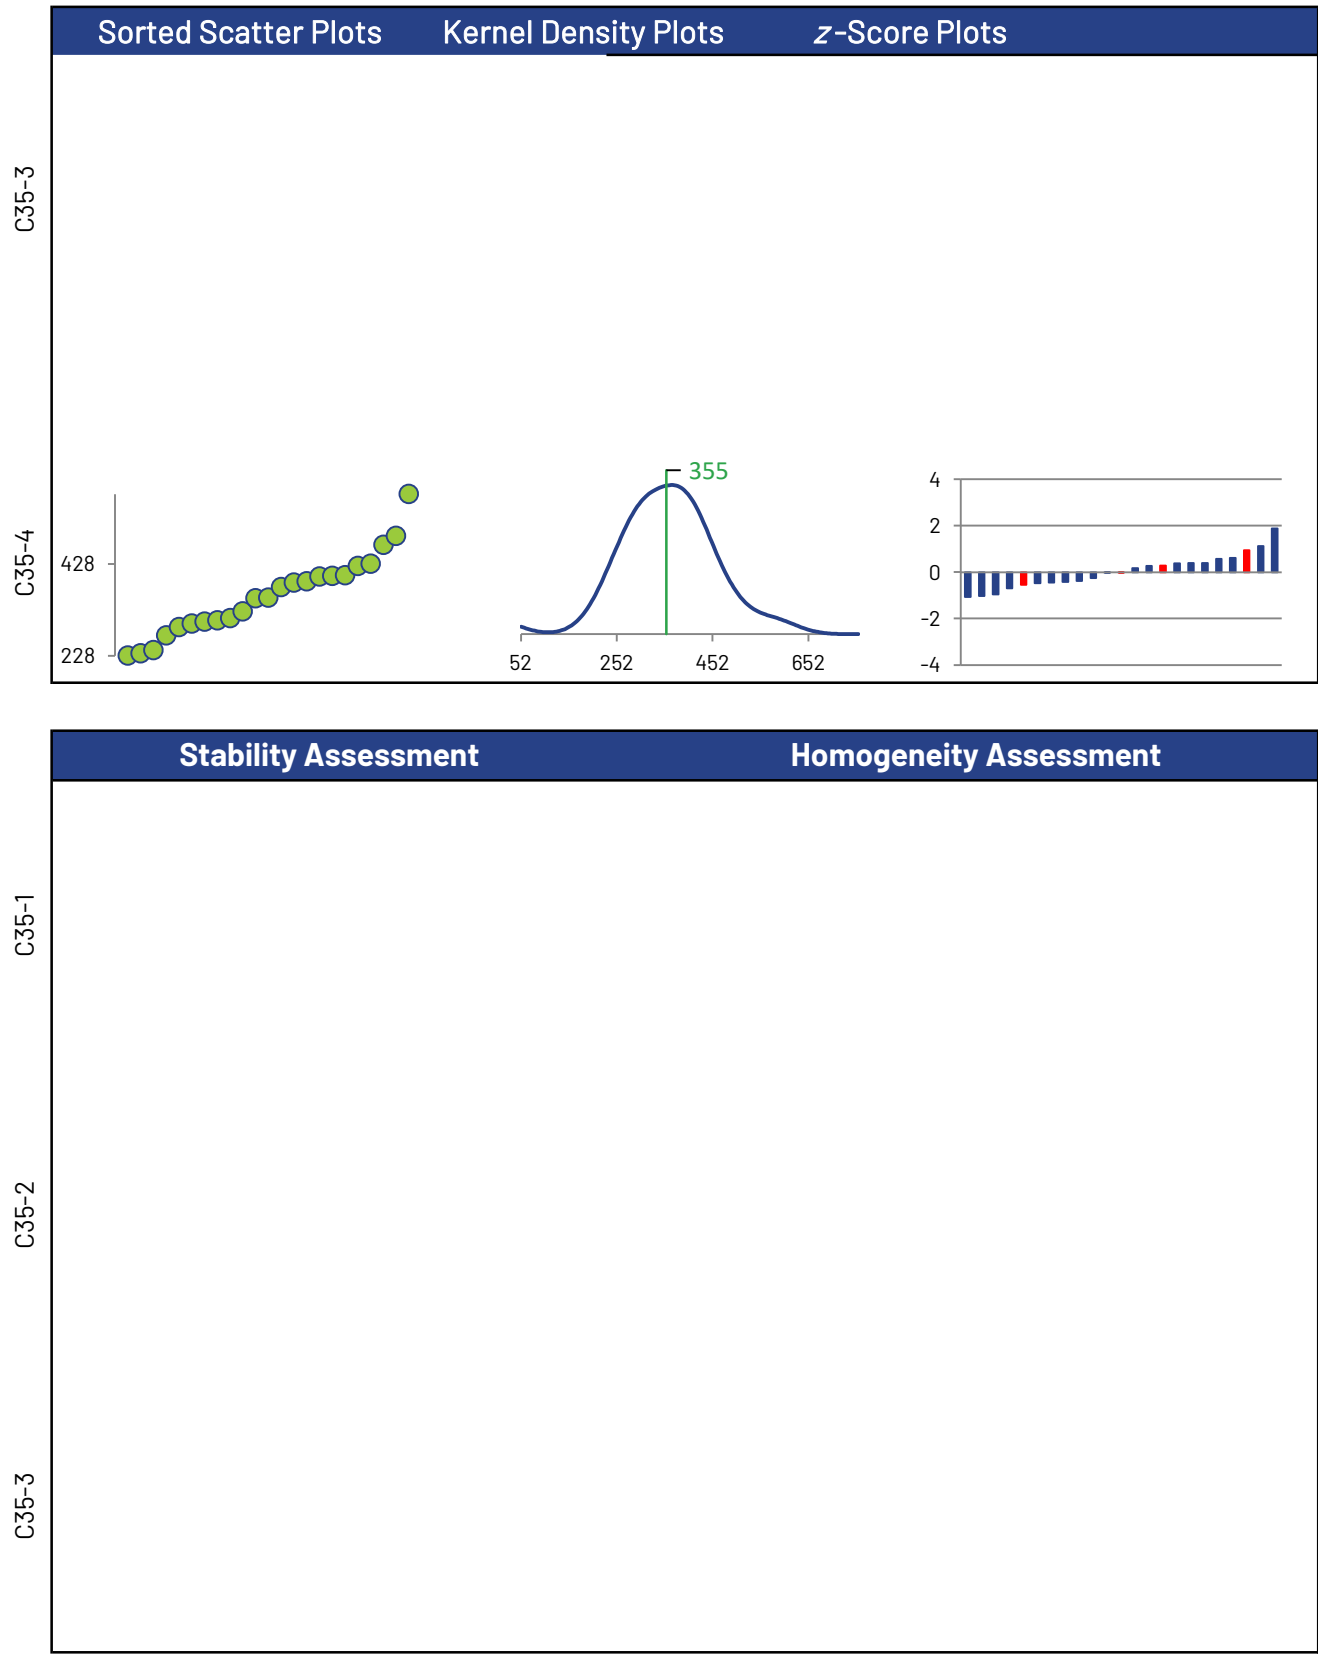 Sorted Scatter Plots Kernel Density Plots z-Score Plots
C35-3
C35-4
428
228
355
52 252 452 652
4
2
0
-2
-4
Stability Assessment Homogeneity Assessment
C35-1
C35-2
C35-3